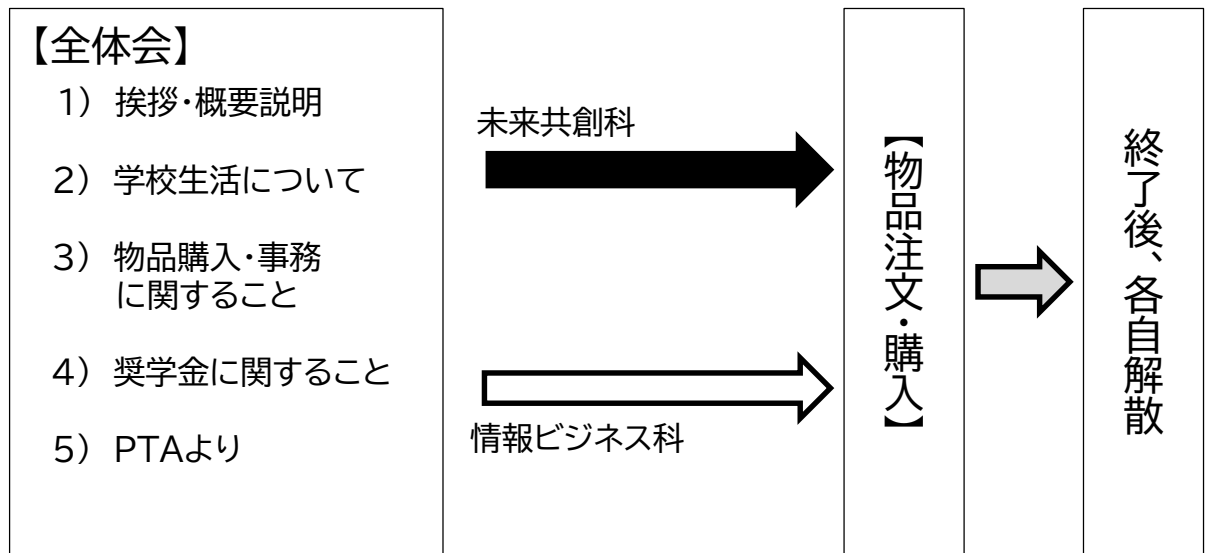 【全体会】
1） 挨拶・概要説明
2） 学校生活について
3） 物品購入・事務
に関すること
4） 奨学金に関すること
5） PTAより
未来共創科
情報ビジネス科
【物品注文・購入】
終了後、各自解散